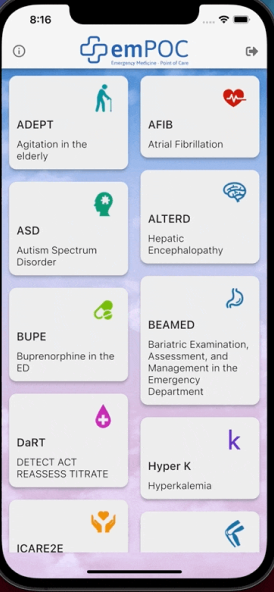 8:16
emPOC
Emergency Medicine · Point of Care
ADEPT
Agitation in the
elderly
AFIB
Atrial Fibrillation
ASD
Autism Spectrum
Disorder
ALTERD
Hepatic
Encephalopathy
BUPE
Buprenorphine in the
ED
BEAMED
Bariatric Examination,
Assessment, and
Management in the
Emergency
Department
DaRT
DETECT ACT
REASSESS TITRATE
k
Hyper K
Hyperkalemia
ICARE2E